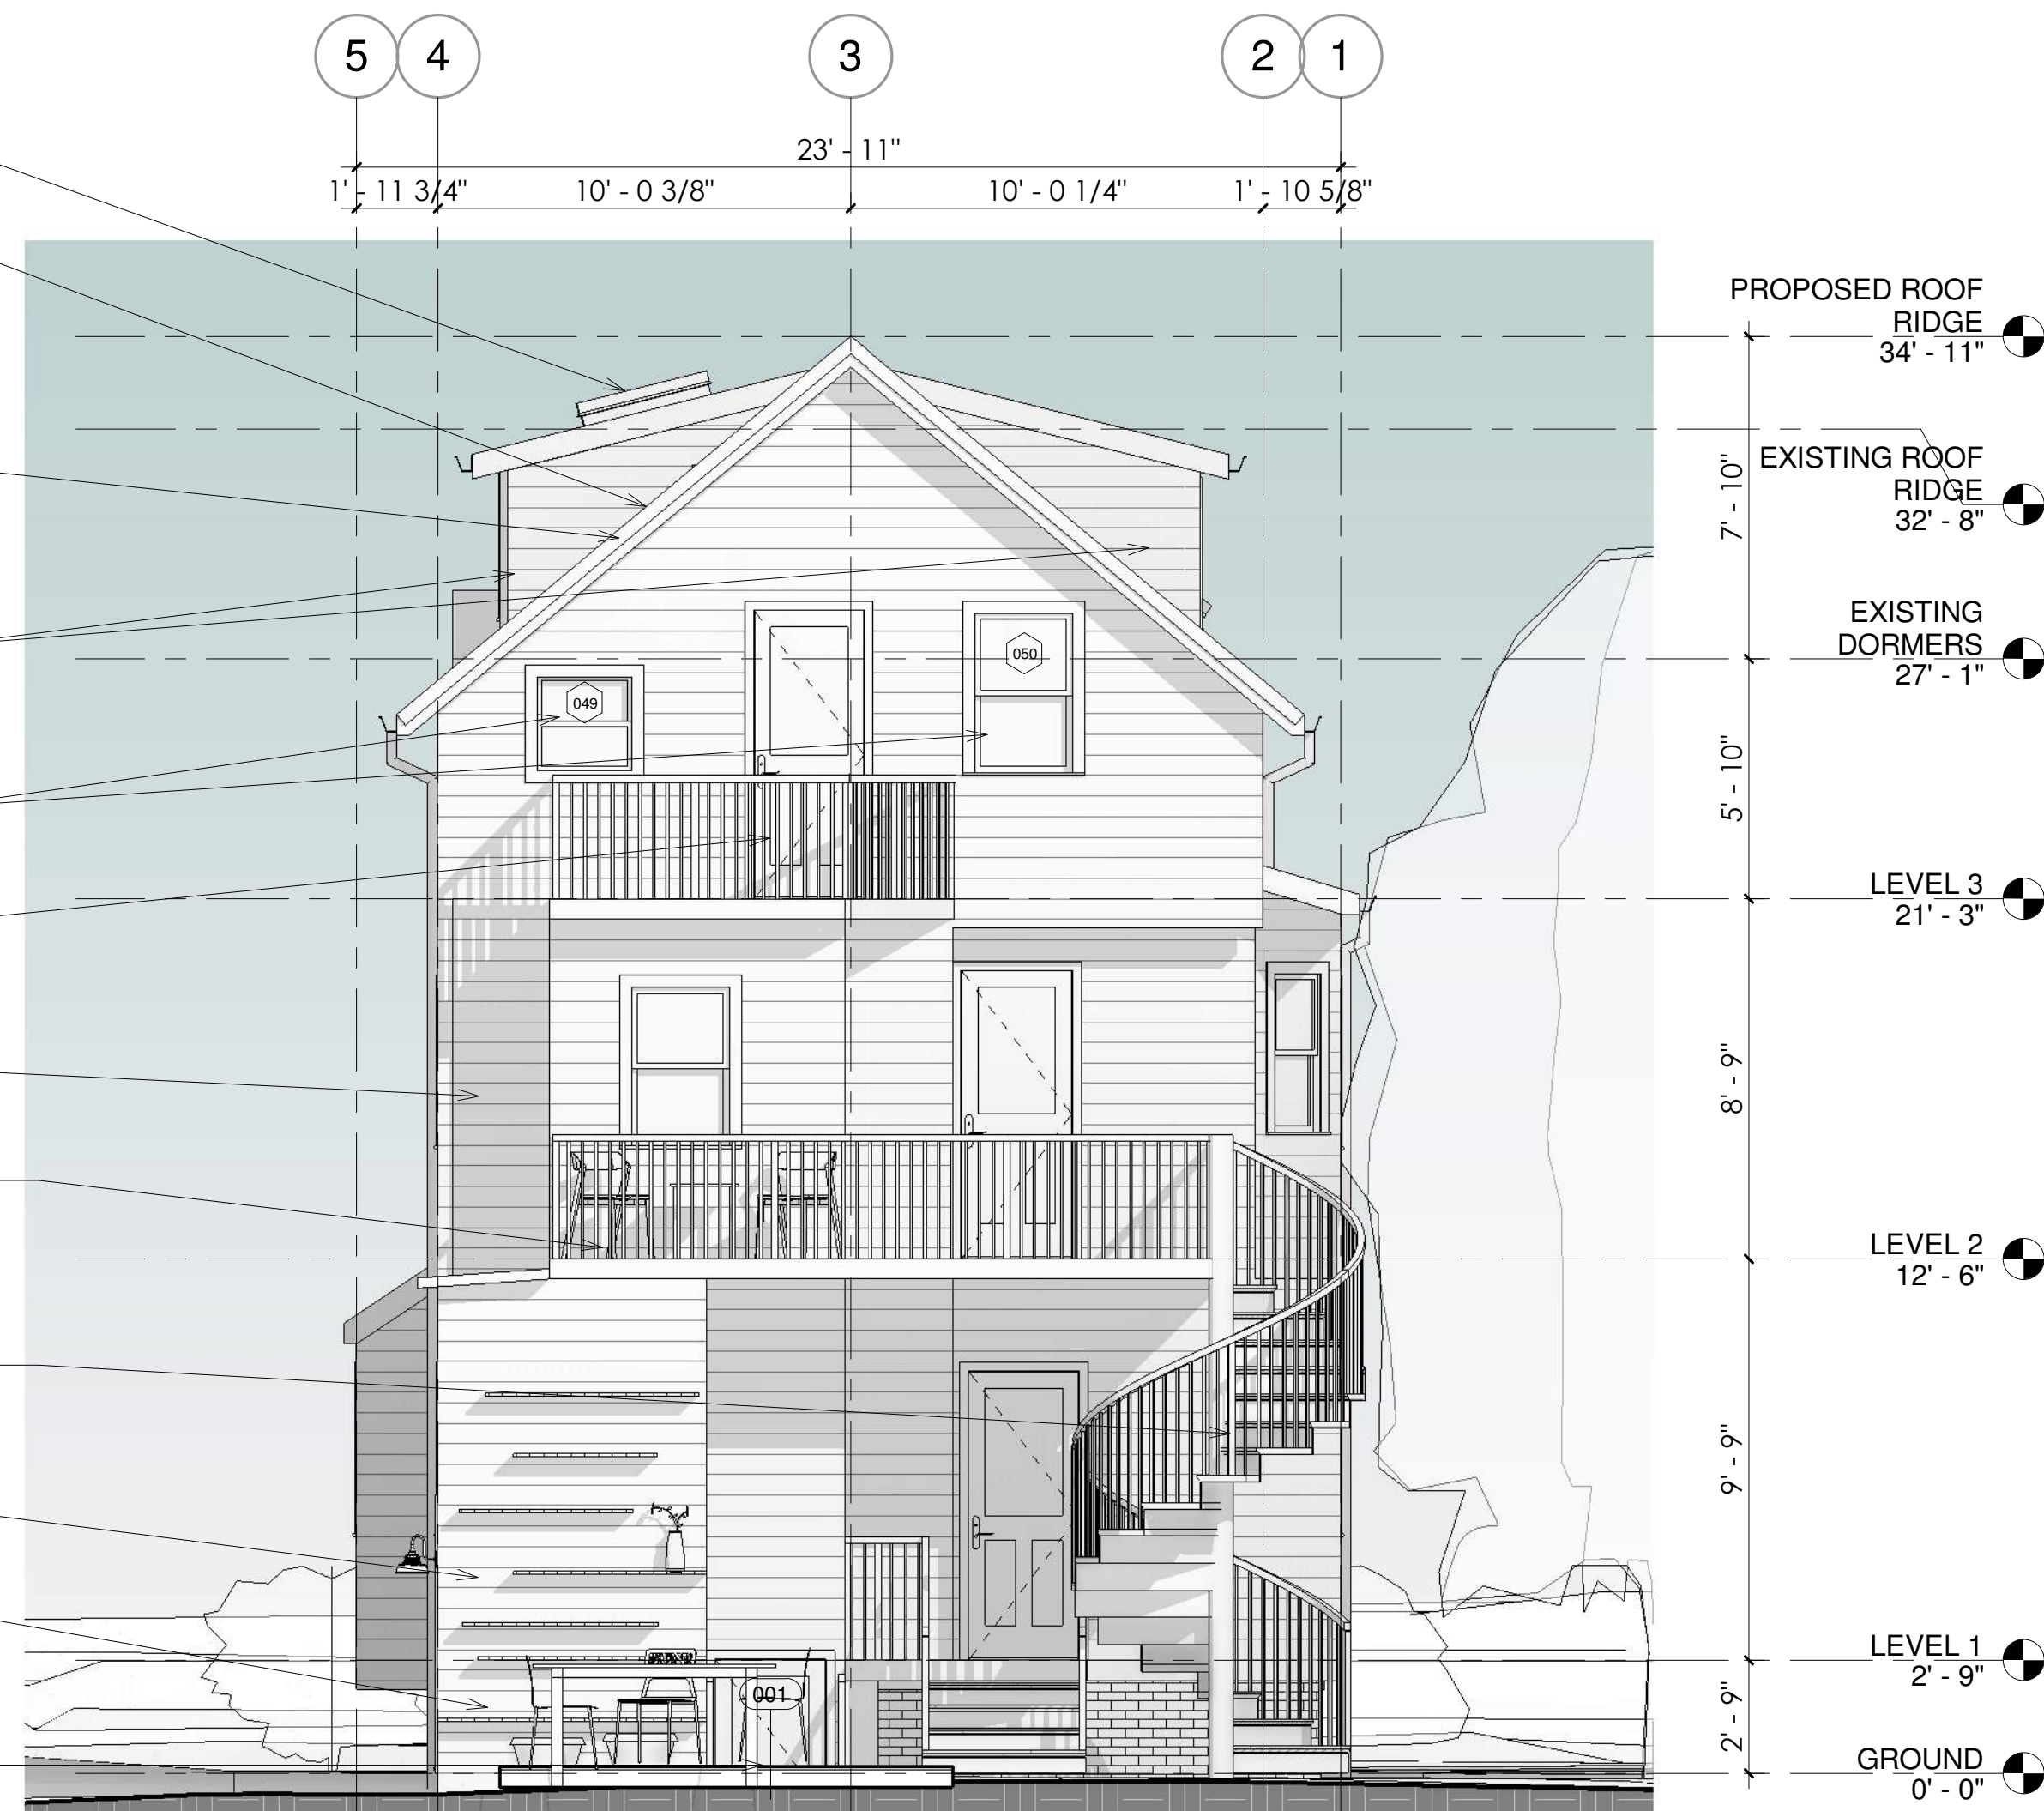 5 4 3 2 1
23' - 11"
1' - 11 3/4" 10' - 0 3/8" 10' - 0 1/4" 1' - 10 5/8"
PROPOSED ROOF
RIDGE
34' - 11"
EXISTING ROOF
RIDGE
32' - 8"
7' - 10"
EXISTING
DORMERS
27' - 1"
050
049
5' - 10"
LEVEL 3
21' - 3"
8' - 9"
LEVEL 2
12' - 6"
9' - 9"
LEVEL 1
2' - 9"
001
2' - 9"
GROUND
0' - 0"